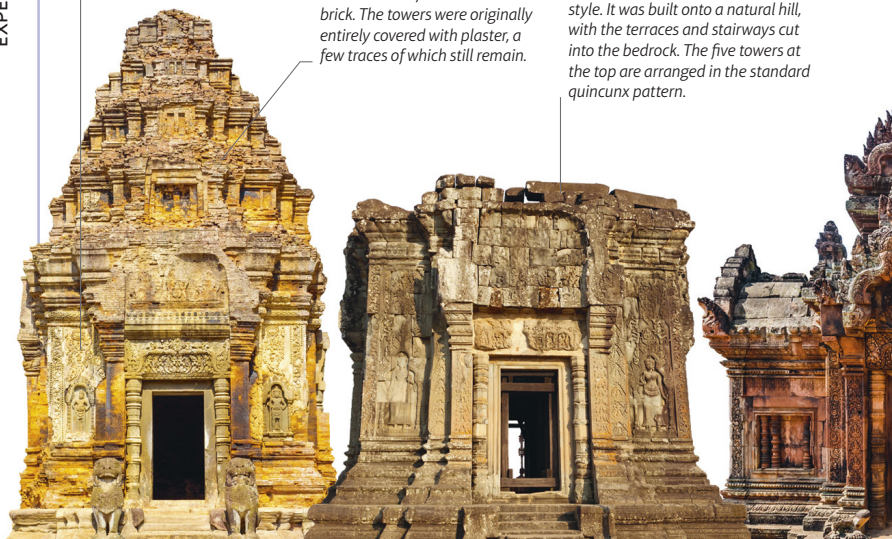 EXPE
brick. The towers were originally
entirely covered with plaster, a
few traces of which still remain.
style. It was built onto a natural hill,
with the terraces and stairways cut
into the bedrock. The five towers at
the top are arranged in the standard
quincunx pattern.